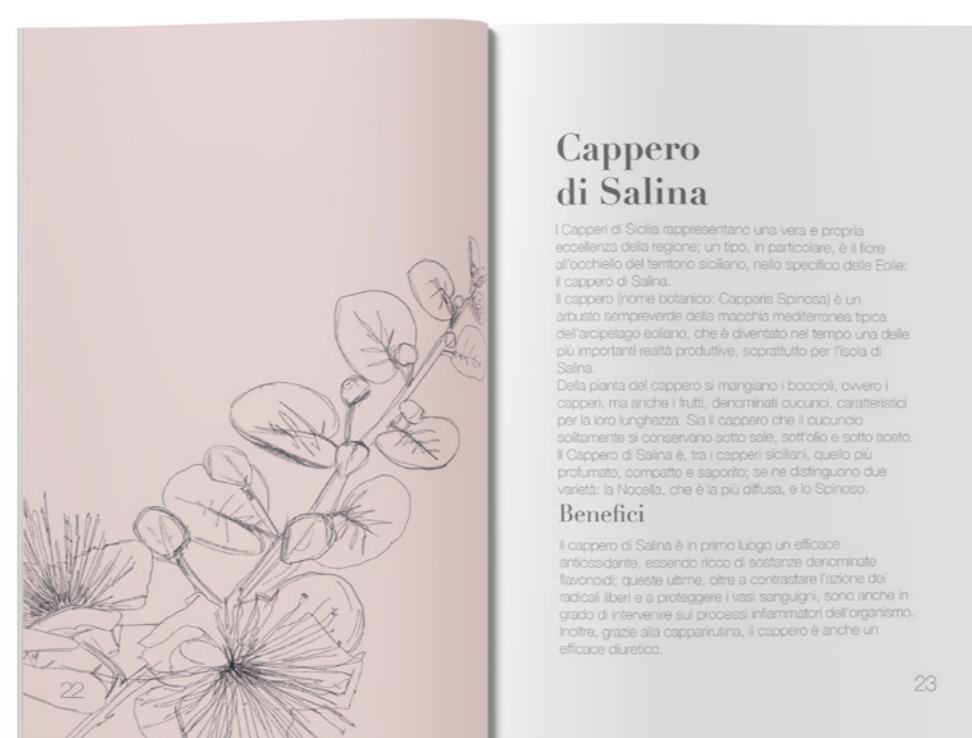 22
Cappero
di Salina
I Capperi di Sicilia rappresentano una vera e propria
eccellenza della regione; un tipo, in particolare, è il fiore
all'occhiello del territorio siciliano, nello specifico delle Eolie:
il cappero di Salina.
Il cappero (nome botanico: Capparis Spinosa) è un
arbusto sempreverde della macchia mediterranea tipica
dell'arcipelago eoliano, che è diventato nel tempo una delle
più importanti realtà produttive, soprattutto per l'isola di
Salina.
Della pianta del cappero si mangiano i boccioli, ovvero i
capperi, ma anche i frutti, denominati cucunci, caratteristici
per la loro lunghezza. Sia il cappero che il cucuncio
solitamente si conservano sotto sale, sott'olio e sotto aceto.
Il Cappero di Salina è, tra i capperi siciliani, quello più
profumato, compatto e saporito; se ne distinguono due
varietà: la Nocella, che è la più diffusa, e lo Spinoso.
Benefici
Il cappero di Salina è in primo luogo un efficace
antiossidante, essendo ricco di sostanze denominate
flavonoidi; queste ultime, oltre a contrastare l'azione dei
radicali liberi e a proteggere i vasi sanguigni, sono anche in
grado di intervenire sui processi infiammatori dell'organismo.
Inoltre, grazie alla capparirutina, il cappero è anche un
efficace diuretico.
23